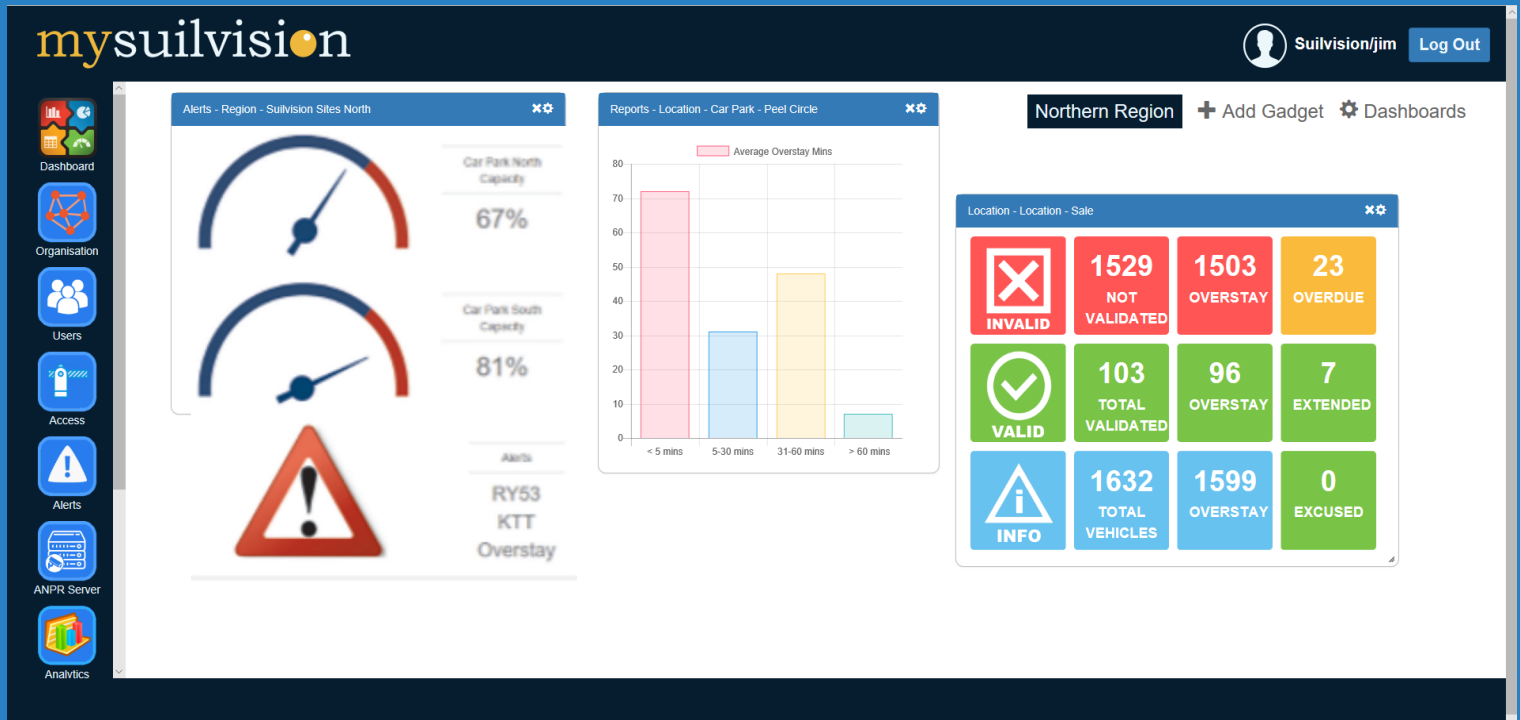 mysuilvision
Suilvision/jim
Log Out
Dashboard
Organisation
Users
Access
Alerts
ANPR Server
Analytics
Alerts - Region - Suilvision Sites North
Car Park North
Capacity
67%
Car Park South
Capacity
81%
Alerts
RY53
KTT
Overstay
Reports - Location - Car Park - Peel Circle
Average Overstay Mins
80
70
60
50
40
30
20
10
0
< 5 mins 5-30 mins 31-60 mins > 60 mins
Northern Region Add Gadget Dashboards
Location - Location - Sale
INVALID
1529
NOT
VALIDATED
1503
OVERSTAY
23
OVERDUE
VALID
103
TOTAL
VALIDATED
96
OVERSTAY
7
EXTENDED
INFO
1632
TOTAL
VEHICLES
1599
OVERSTAY
0
EXCUSED